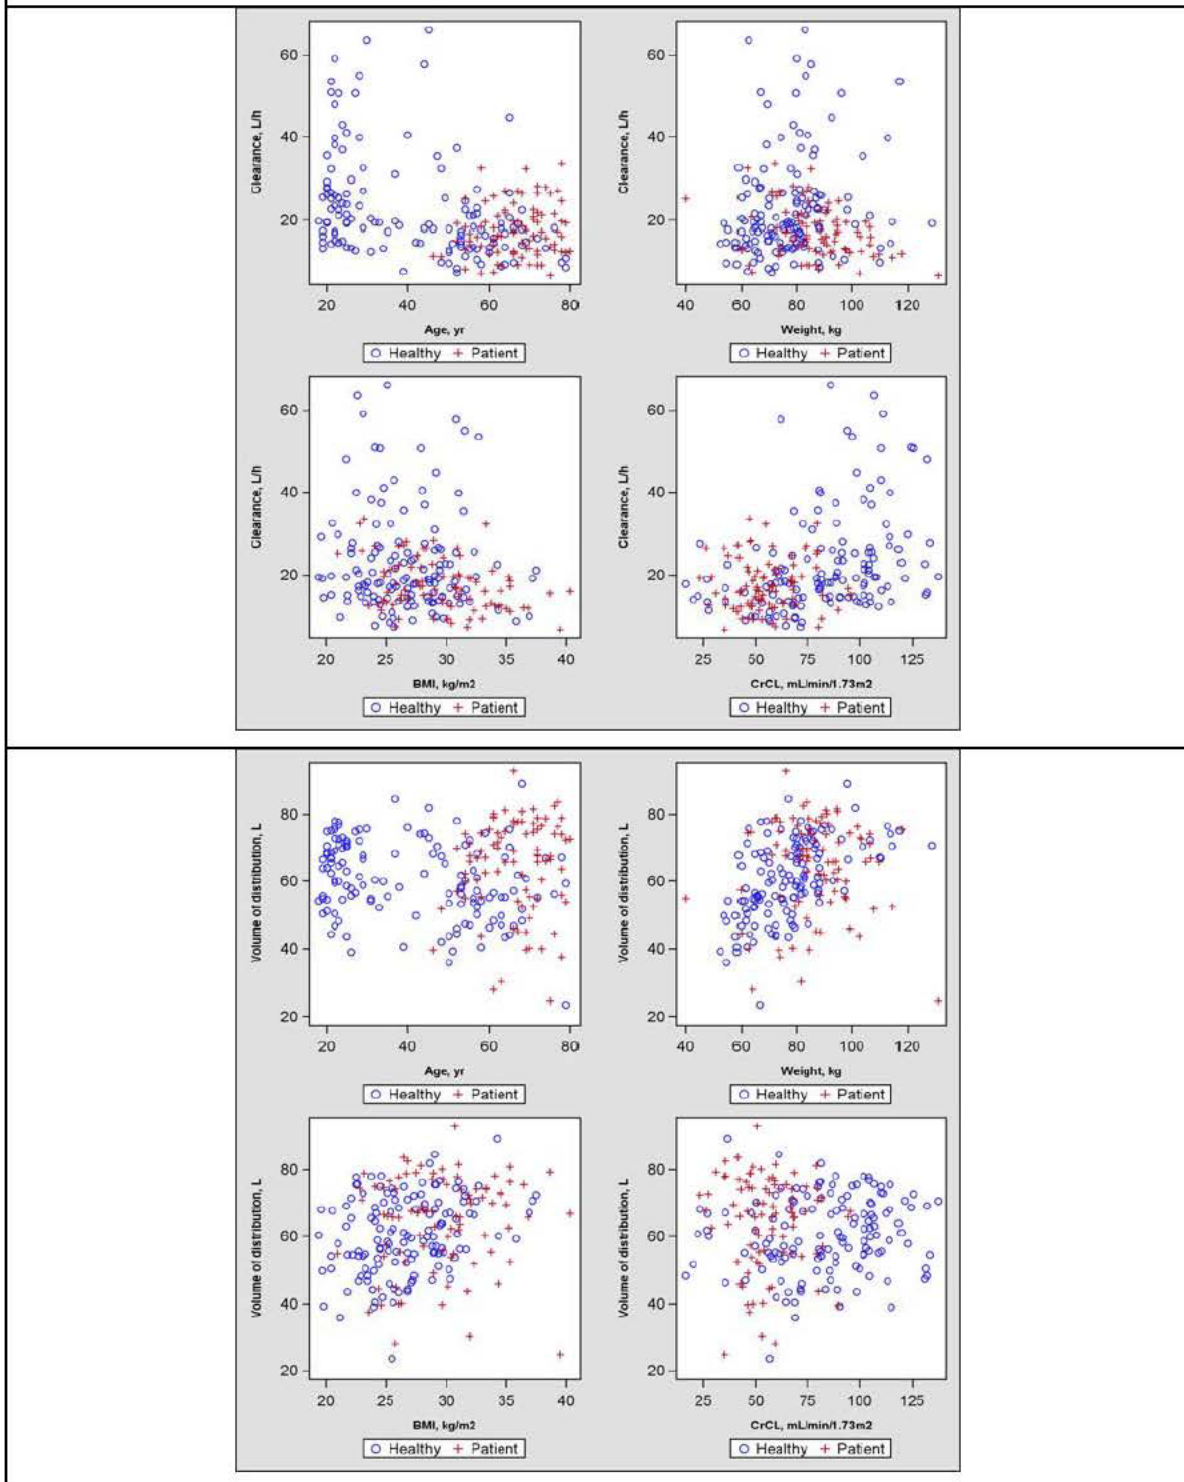 60
40
20
Clearance, L/h
20 40 60 80
Age, yr
Healthy Patient
60
40
20
Clearance, L/h
40 60 80 100 120
Weight, kg
Healthy Patient
60
40
20
Clearance, L/h
20 25 30 35 40
BMI, kg/m2
Healthy Patient
60
40
20
Clearance, L/h
25 50 75 100 125
CrCL, mL/min/1.73m2
Healthy Patient
80
60
40
20
Volume of distribution, L
20 40 60 80
Age, yr
Healthy Patient
80
60
40
20
Volume of distribution, L
40 60 80 100 120
Weight, kg
Healthy Patient
80
60
40
20
Volume of distribution, L
20 25 30 35 40
BMI, kg/m2
Healthy Patient
80
60
40
20
Volume of distribution, L
25 50 75 100 125
CrCL, mL/min/1.73m2
Healthy Patient